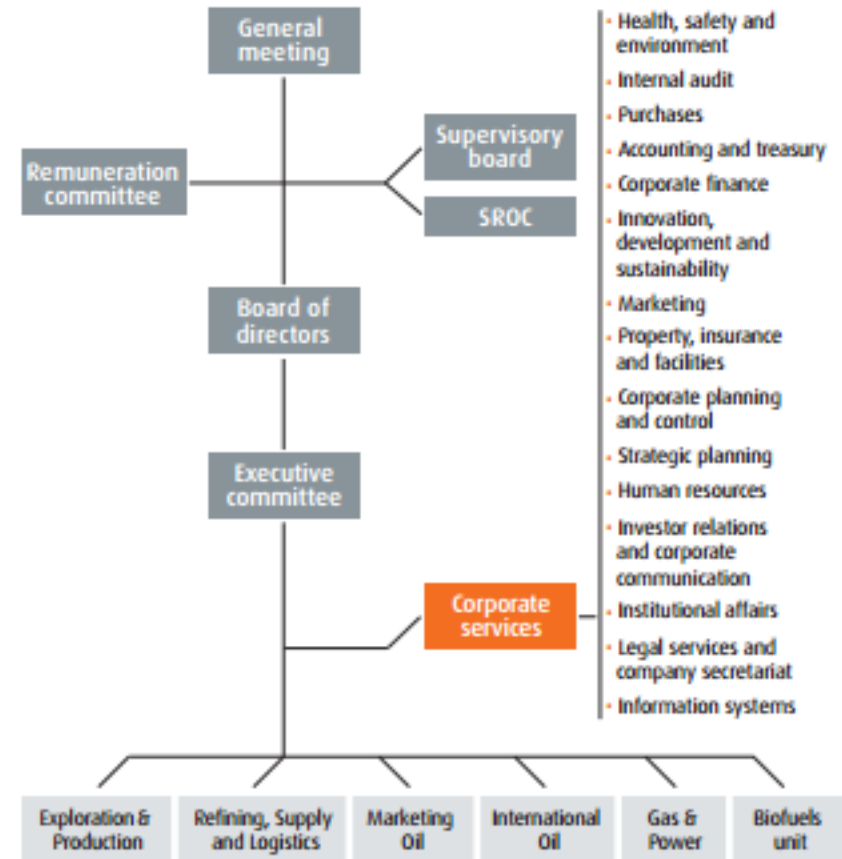 General
meeting
Remuneration
committee
Supervisory
board
SROC
Board of
directors
Executive
committee
Corporate
services
• Health, safety and
environment
• Internal audit
• Purchases
• Accounting and treasury
• Corporate finance
• Innovation,
development and
sustainability
• Marketing
• Property, insurance
and facilities
• Corporate planning
and control
• Strategic planning
• Human resources
• Investor relations
and corporate
communication
• Institutional affairs
• Legal services and
company secretariat
• Information systems
Exploration &
Production
Refining, Supply
and Logistics
Marketing
Oil
International
Oil
Gas &
Power
Biofuels
unit